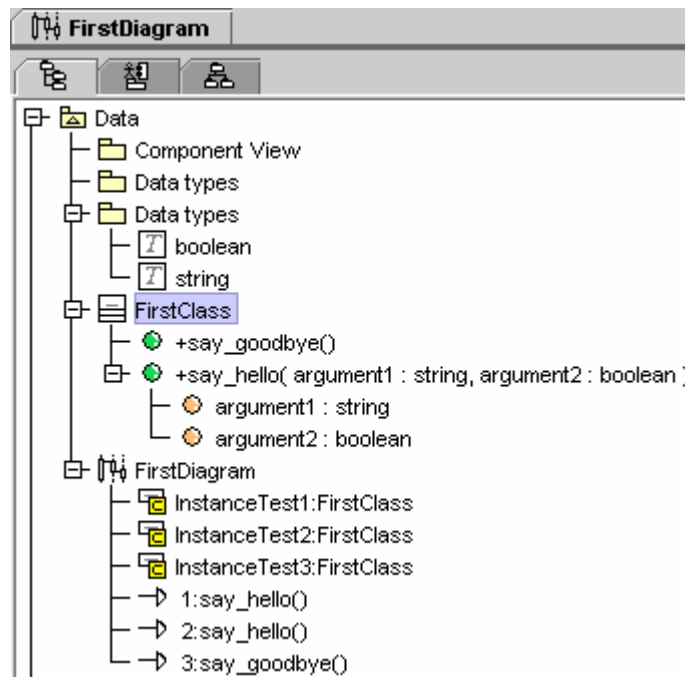 FirstDiagram
Data
Component View
Data types
Data types
T boolean
T string
FirstClass
+say_goodbye()
+say_hello( argument1 : string, argument2 : boolean )
argument1 : string
argument2 : boolean
FirstDiagram
C InstanceTest1:FirstClass
C InstanceTest2:FirstClass
C InstanceTest3:FirstClass
1:say_hello()
2:say_hello()
3:say_goodbye()